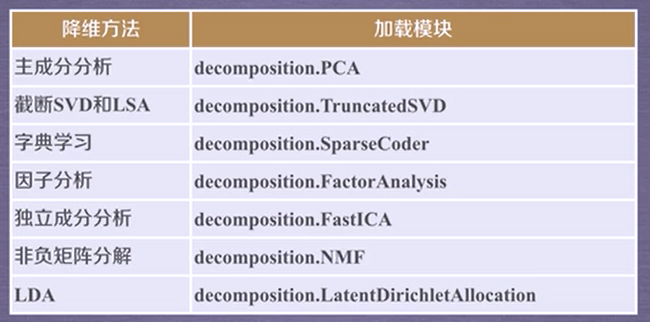 降维方法 加载模块
主成分分析 decomposition.PCA
截断SVD和LSA decomposition.TruncatedSVD
字典学习 decomposition.SparseCoder
因子分析 decomposition.FactorAnalysis
独立成分分析 decomposition.FastICA
非负矩阵分解 decomposition.NMF
LDA decomposition.LatentDirichletAllocation